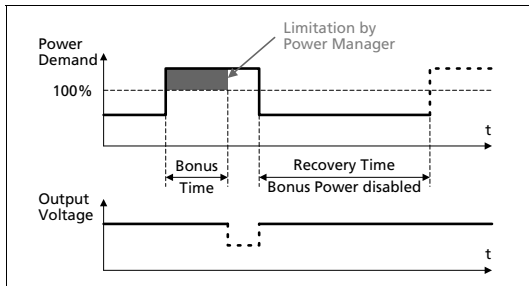 Limitation by
Power Manager
Power
Demand
100%
t
Bonus
Time
Recovery Time
Bonus Power disabled
Output
Voltage
t